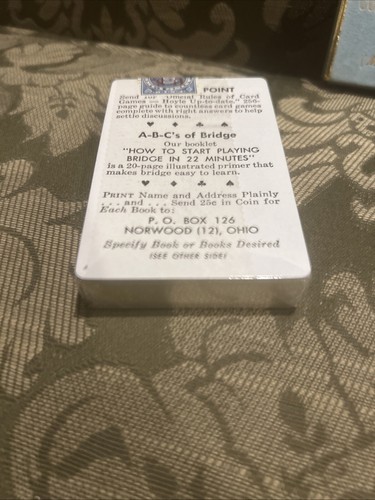 POINT
Send for "Official Rules of Card
Games — Hoyle Up-to-date." 256-
page guide to countless card games
complete with right answers to help
settle discussions.
♥ ♦ ♣ ♠
A-B-C's of Bridge
Our booklet
"HOW TO START PLAYING
BRIDGE IN 22 MINUTES"
is a 20-page illustrated primer that
makes bridge easy to learn.
♥ ♦ ♣ ♠
PRINT Name and Address Plainly
. . . and . . . Send 25c in Coin for
Each Book to:
P. O. BOX 126
NORWOOD (12), OHIO
Specify Book or Books Desired
(SEE OTHER SIDE)